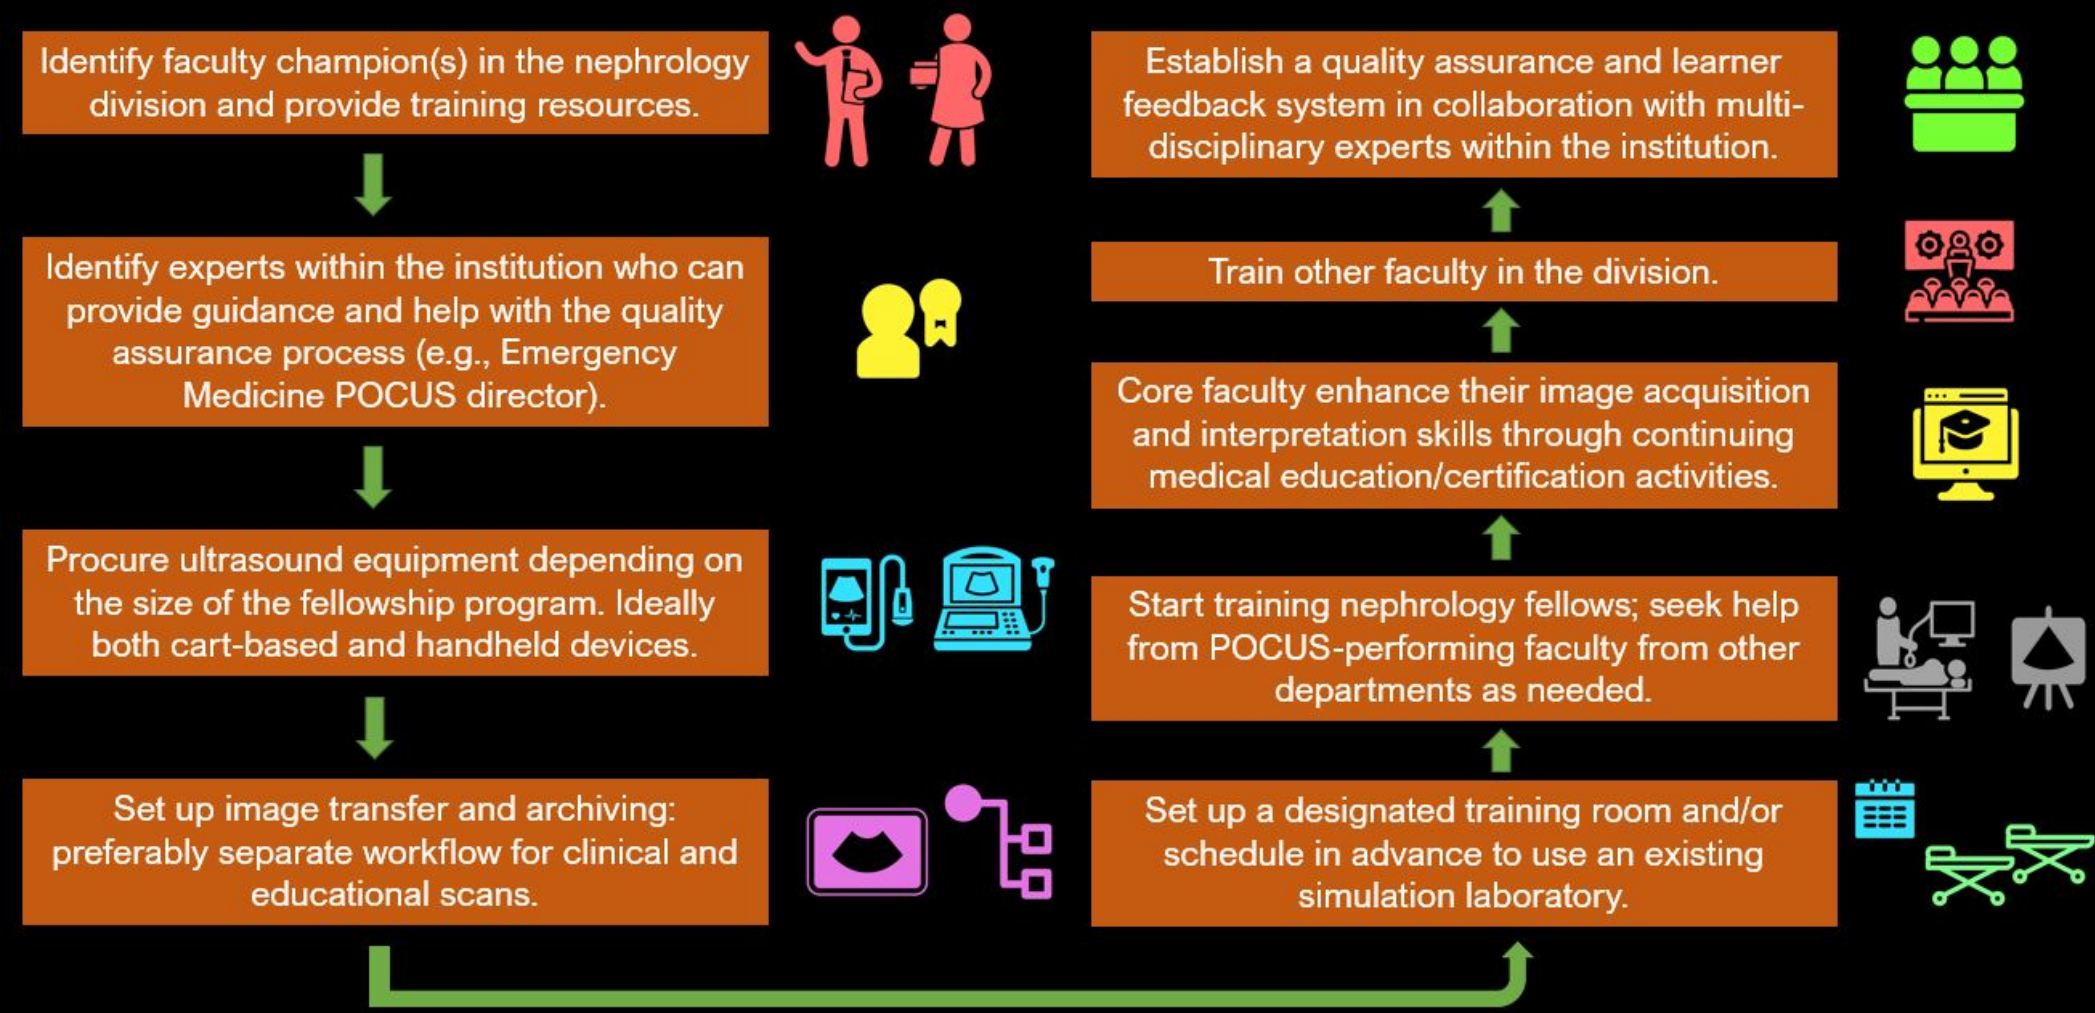 Identify faculty champion(s) in the nephrology
division and provide training resources.
Identify experts within the institution who can
provide guidance and help with the quality
assurance process (e.g., Emergency
Medicine POCUS director).
Procure ultrasound equipment depending on
the size of the fellowship program. Ideally
both cart-based and handheld devices.
Set up image transfer and archiving:
preferably separate workflow for clinical and
educational scans.
Set up a designated training room and/or
schedule in advance to use an existing
simulation laboratory.
Start training nephrology fellows; seek help
from POCUS-performing faculty from other
departments as needed.
Core faculty enhance their image acquisition
and interpretation skills through continuing
medical education/certification activities.
Train other faculty in the division.
Establish a quality assurance and learner
feedback system in collaboration with multi-
disciplinary experts within the institution.